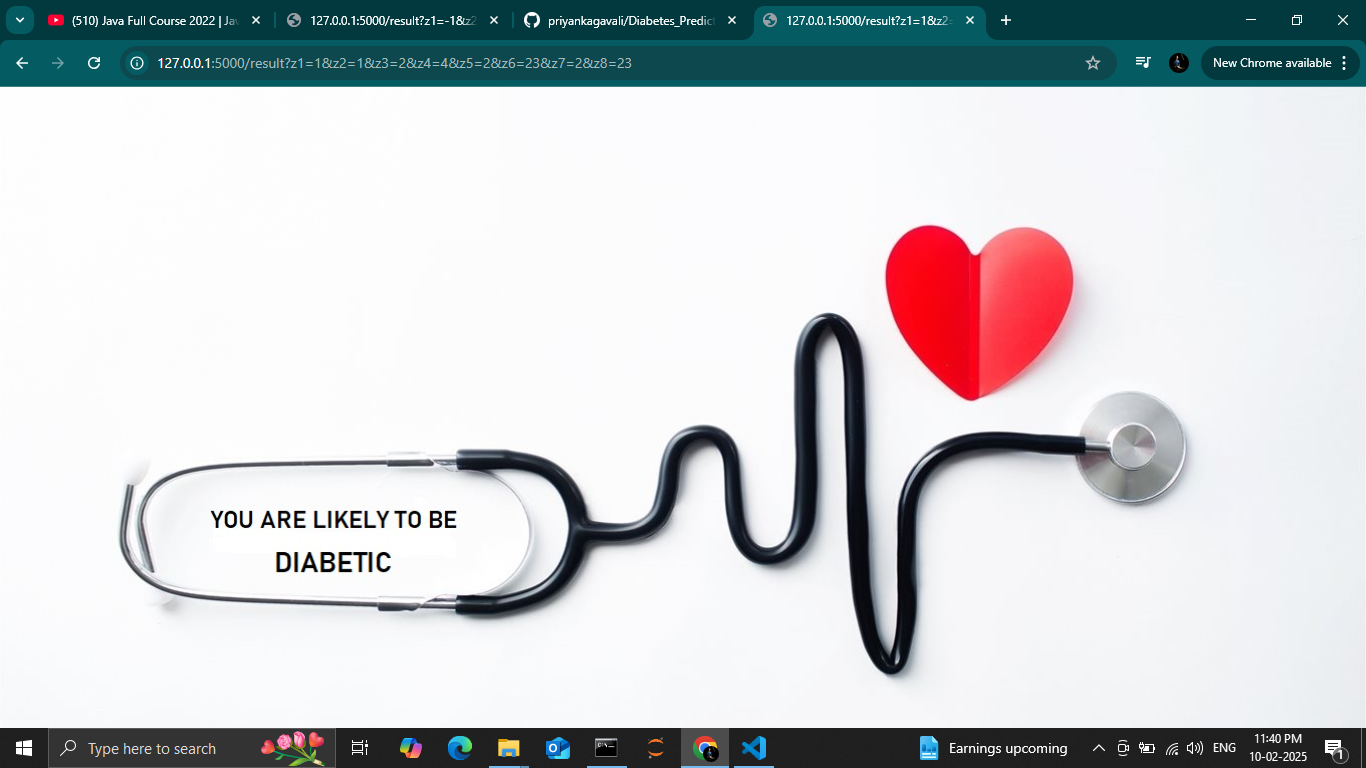 (510) Java Full Course 2022 | Jav
127.0.0.1:5000/result?z1=-1&z2
priyankagavali/Diabetes_Predict
127.0.0.1:5000/result?z1=1&z2=
127.0.0.1:5000/result?z1=1&z2=1&z3=2&z4=4&z5=2&z6=23&z7=2&z8=23
New Chrome available
YOU ARE LIKELY TO BE
DIABETIC
Type here to search
Earnings upcoming
ENG
11:40 PM
10-02-2025
1